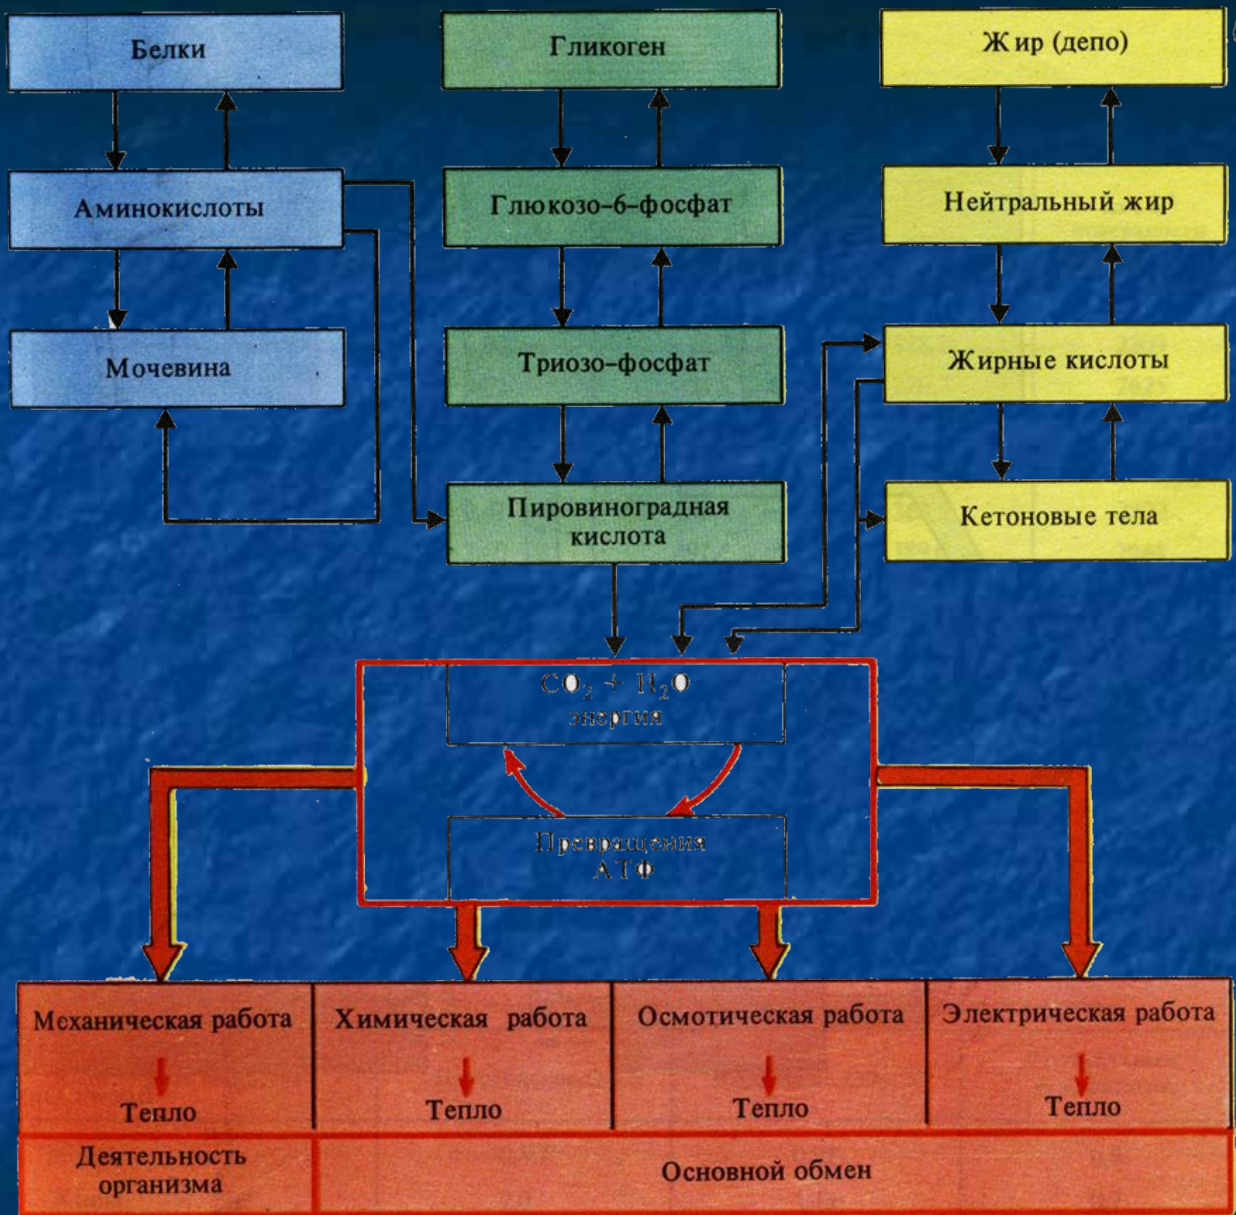 Белки
Гликоген
Жир (депо)
Аминокислоты
Глюкозо-6-фосфат
Нейтральный жир
Мочевина
Триозо-фосфат
Жирные кислоты
Пировиноградная
кислота
Кетоновые тела
CO₂ + H₂O
энергия
Превращения
АТФ
Механическая работа
Химическая работа
Осмотическая работа
Электрическая работа
Тепло
Тепло
Тепло
Тепло
Деятельность
организма
Основной обмен